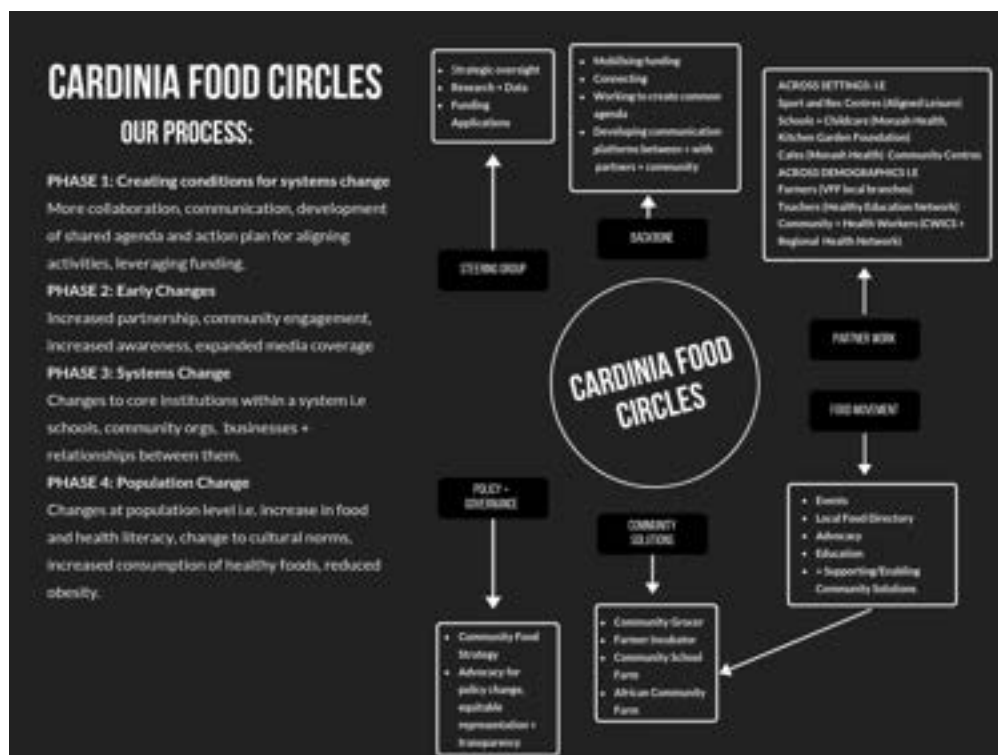 CARDINIA FOOD CIRCLES
OUR PROCESS:
PHASE 1: Creating conditions for systems change
More collaboration, communication, development
of shared agenda and action plan for aligning
activities, leveraging funding.
PHASE 2: Early Changes
Increased partnership, community engagement,
increased awareness, expanded media coverage
PHASE 3: Systems Change
Changes to core institutions within a system i.e
schools, community orgs, businesses +
relationships between them.
PHASE 4: Population Change
Changes at population level i.e. increase in food
and health literacy, change to cultural norms,
increased consumption of healthy foods, reduced
obesity.
Strategic oversight
Research + Data
Funding
Applications
STEERING GROUP
Mobilising funding
Connecting
Working to create common
agenda
Developing communication
platforms between + with
partners + community
BACKBONE
ACROSS SETTINGS: I.E
Sport and Rec Centres (Aligned Leisure)
Schools + Childcare (Monash Health,
Kitchen Garden Foundation)
Cafes (Monash Health) Community Centres
ACROSS DEMOGRAPHICS I.E
Farmers (VFF local branches)
Teachers (Healthy Education Network)
Community + Health Workers (CWICS +
Regional Health Network)
PARTNER WORK
CARDINIA FOOD
CIRCLES
FOOD MOVEMENT
Events
Local Food Directory
Advocacy
Education
+ Supporting/Enabling
Community Solutions
POLICY +
GOVERNANCE
Community Food
Strategy
Advocacy for
policy change,
equitable
representation +
transparency
COMMUNITY
SOLUTIONS
Community Grocer
Farmer Incubator
Community School
Farm
African Community
Farm